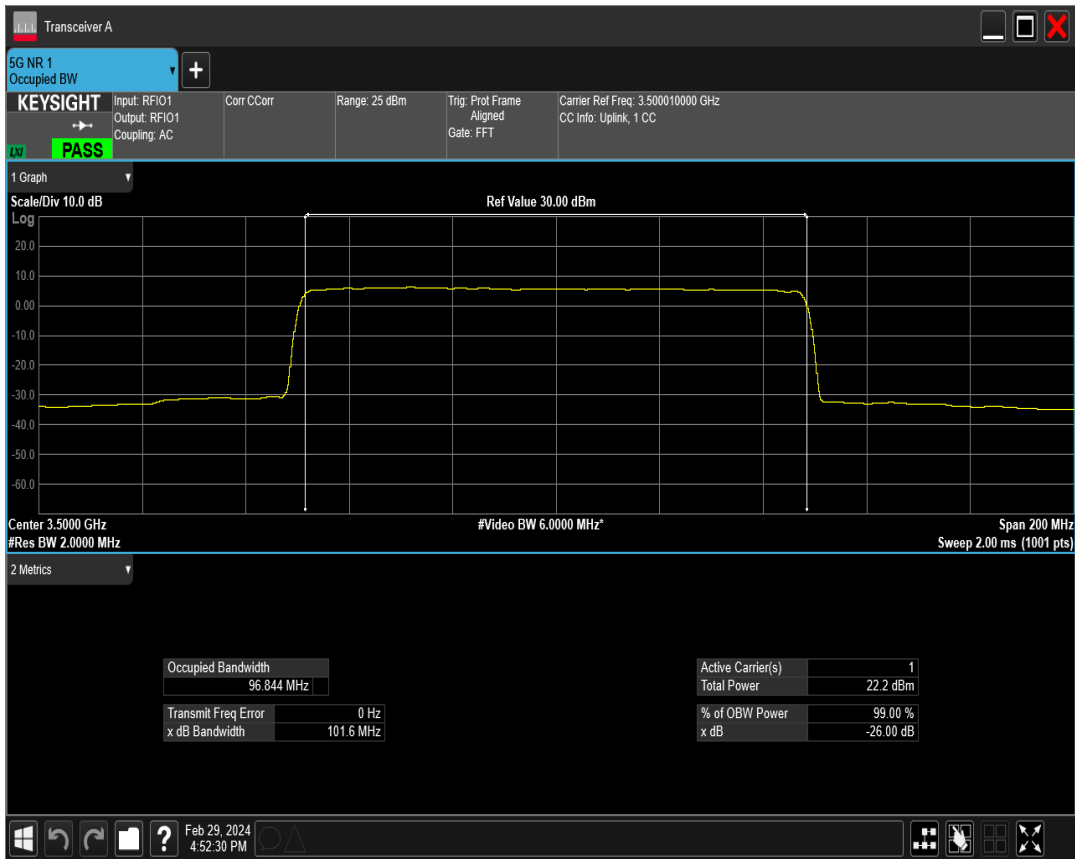 Transceiver A
5G NR 1
Occupied BW
KEYSIGHT
LXI
PASS
Input: RFIO1
Output: RFIO1
Coupling: AC
Corr CCorr
Range: 25 dBm
Trig: Prot Frame
Aligned
Gate: FFT
Carrier Ref Freq: 3.500010000 GHz
CC Info: Uplink, 1 CC
1 Graph
Scale/Div 10.0 dB
Ref Value 30.00 dBm
Log
20.0
10.0
0.00
-10.0
-20.0
-30.0
-40.0
-50.0
-60.0
Center 3.5000 GHz
#Video BW 6.0000 MHz*
Span 200 MHz
#Res BW 2.0000 MHz
Sweep 2.00 ms (1001 pts)
2 Metrics
Occupied Bandwidth
96.844 MHz
Transmit Freq Error 0 Hz
x dB Bandwidth 101.6 MHz
Active Carrier(s) 1
Total Power 22.2 dBm
% of OBW Power 99.00 %
x dB -26.00 dB
?
Feb 29, 2024
4:52:30 PM